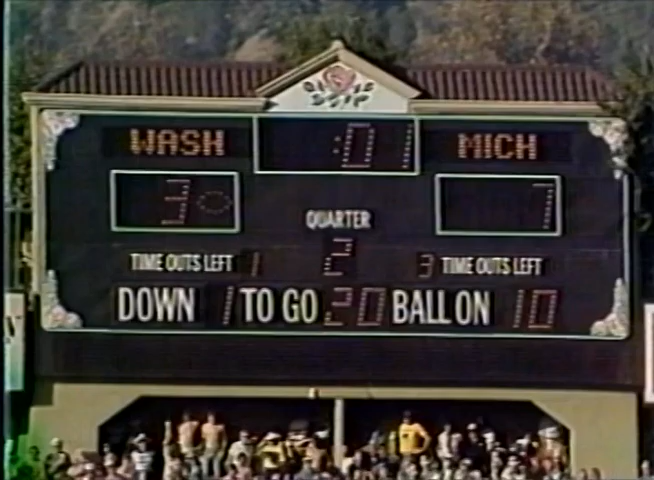 WASH :01 MICH
3 7
QUARTER
TIME OUTS LEFT 1 2 3 TIME OUTS LEFT
DOWN 1 TO GO 20 BALL ON 10